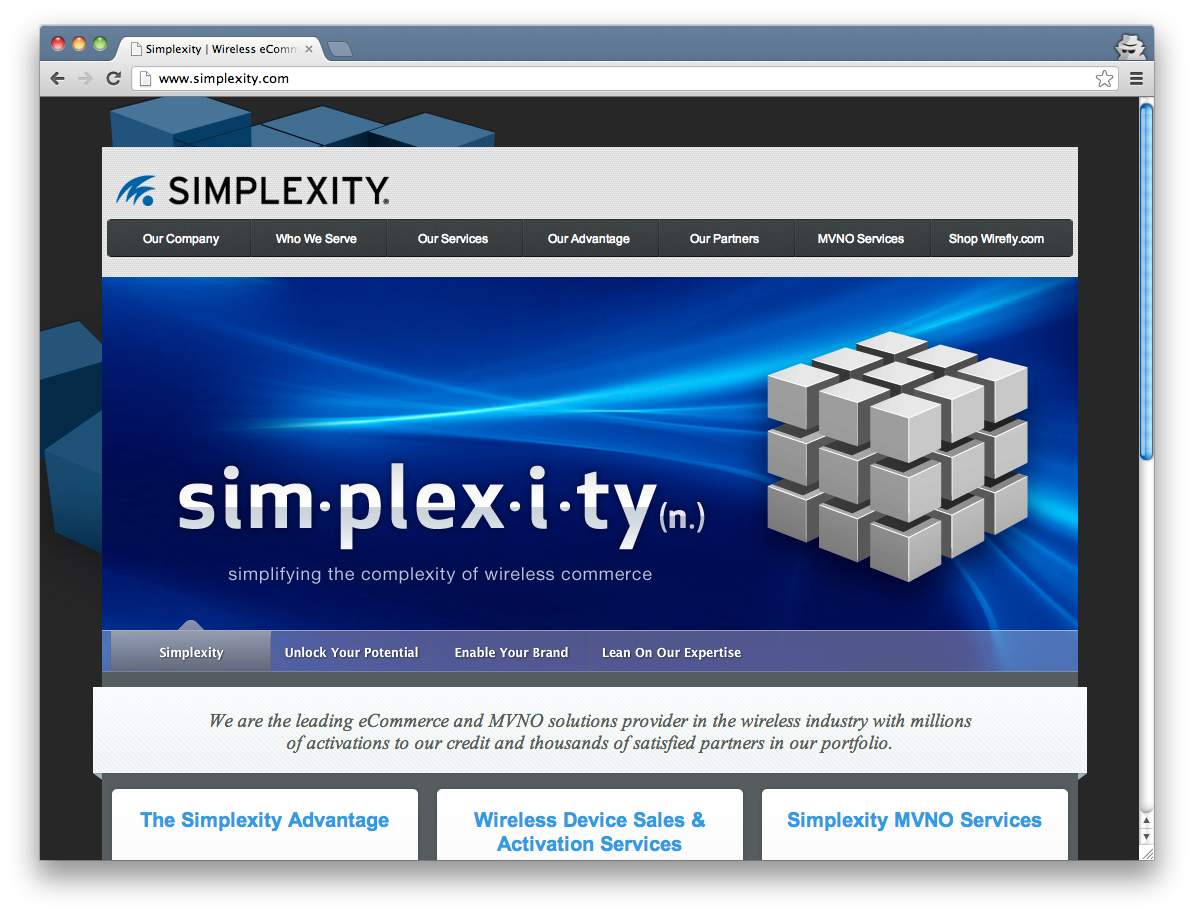 Simplexity | Wireless eComm
www.simplexity.com
SIMPLEXITY®
Our Company Who We Serve Our Services Our Advantage Our Partners MVNO Services Shop Wirefly.com
sim·plex·i·ty (n.)
simplifying the complexity of wireless commerce
Simplexity Unlock Your Potential Enable Your Brand Lean On Our Expertise
We are the leading eCommerce and MVNO solutions provider in the wireless industry with millions
of activations to our credit and thousands of satisfied partners in our portfolio.
The Simplexity Advantage
Wireless Device Sales &
Activation Services
Simplexity MVNO Services